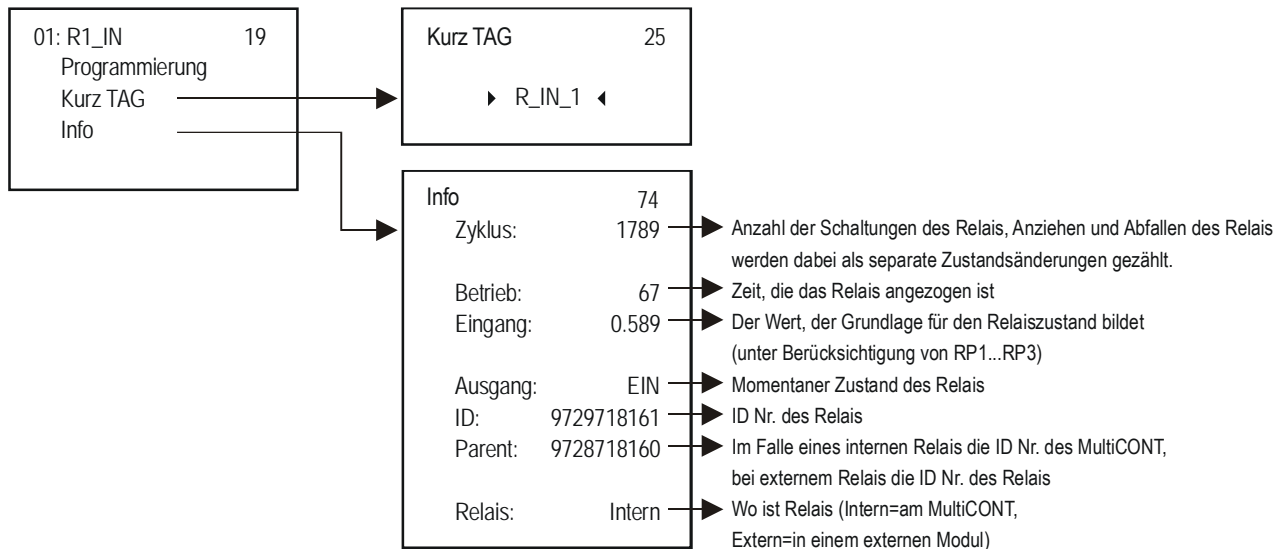 01: R1_IN 19
Programmierung
Kurz TAG
Info
Kurz TAG 25
R_IN_1
Info 74
Zyklus: 1789
Anzahl der Schaltungen des Relais, Anziehen und Abfallen des Relais
werden dabei als separate Zustandsänderungen gezählt.
Betrieb: 67
Zeit, die das Relais angezogen ist
Eingang: 0.589
Der Wert, der Grundlage für den Relaiszustand bildet
(unter Berücksichtigung von RP1...RP3)
Ausgang: EIN
Momentaner Zustand des Relais
ID: 9729718161
ID Nr. des Relais
Parent: 9728718160
Im Falle eines internen Relais die ID Nr. des MultiCONT,
bei externem Relais die ID Nr. des Relais
Relais: Intern
Wo ist Relais (Intern=am MultiCONT,
Extern=in einem externen Modul)